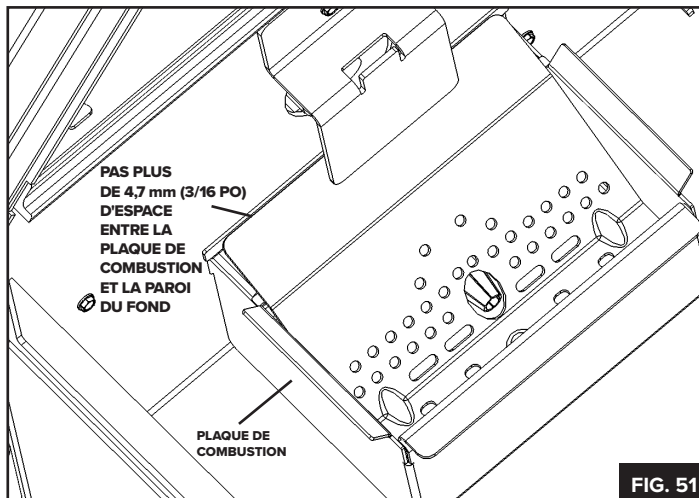 PAS PLUS
DE 4,7 mm (3/16 PO)
D'ESPACE
ENTRE LA
PLAQUE DE
COMBUSTION
ET LA PAROI
DU FOND
PLAQUE DE
COMBUSTION
FIG. 51